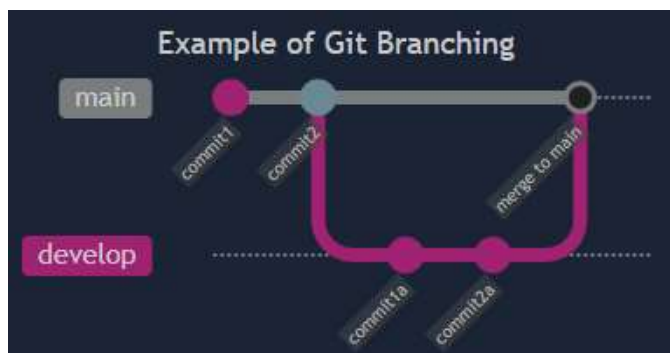 Example of Git Branching
main
commit1
commit2
merge to main
develop
commit1a
commit2a